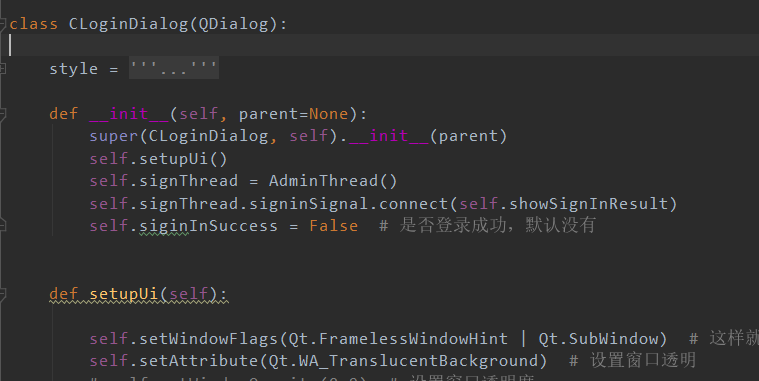 class CLoginDialog(QDialog):
style = '''...'''
def __init__(self, parent=None):
super(CLoginDialog, self).__init__(parent)
self.setupUi()
self.signThread = AdminThread()
self.signThread.signinSignal.connect(self.showSignInResult)
self.siginInSuccess = False # 是否登录成功，默认没有
def setupUi(self):
self.setWindowFlags(Qt.FramelessWindowHint | Qt.SubWindow) # 这样就
self.setAttribute(Qt.WA_TranslucentBackground) # 设置窗口透明